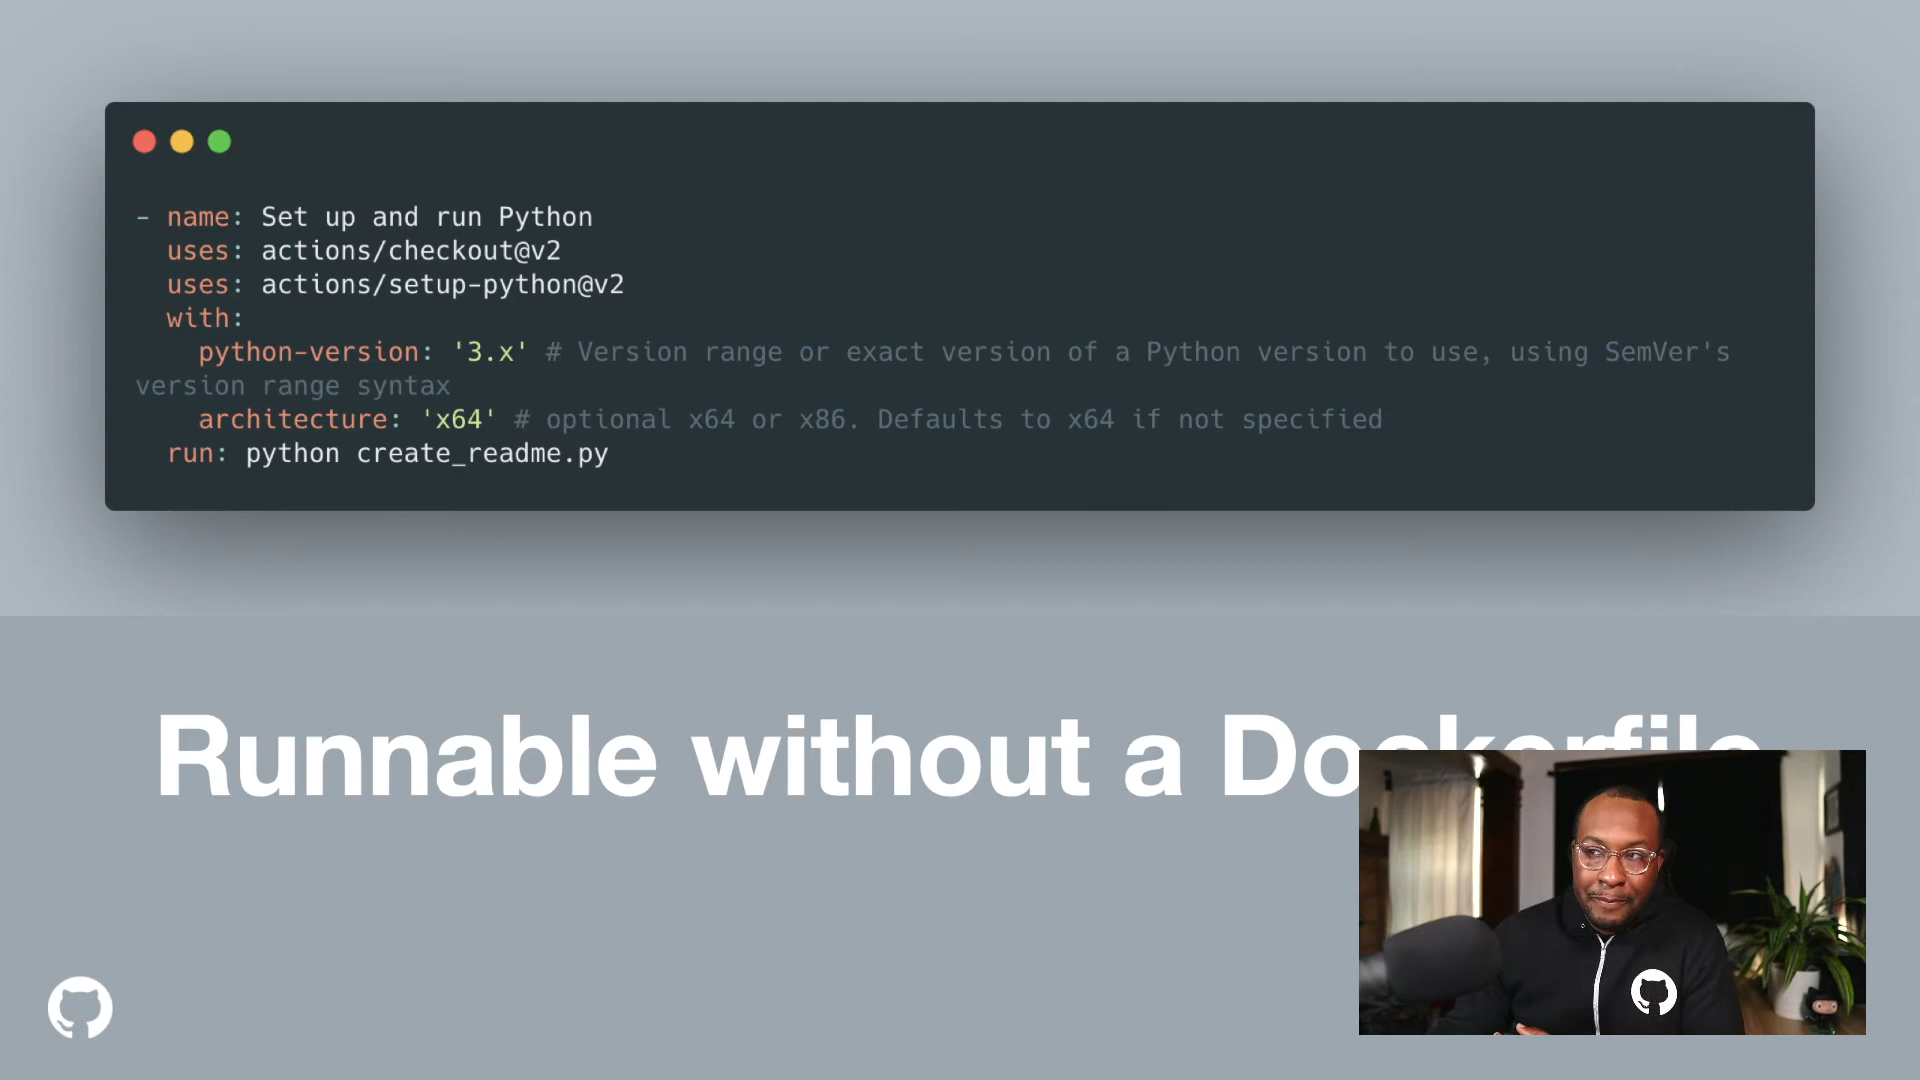 - name: Set up and run Python
uses: actions/checkout@v2
uses: actions/setup-python@v2
with:
python-version: '3.x' # Version range or exact version of a Python version to use, using SemVer's
version range syntax
architecture: 'x64' # optional x64 or x86. Defaults to x64 if not specified
run: python create_readme.py
Runnable without a Dockerfile